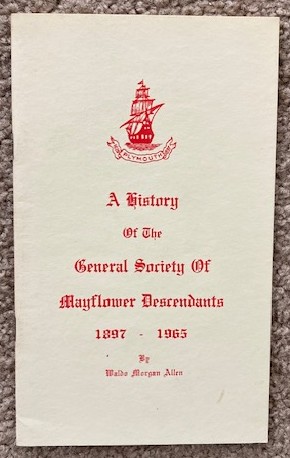 PLYMOUTH
A History
Of The
General Society Of
Mayflower Descendants
1897 - 1965
By
Waldo Morgan Allen